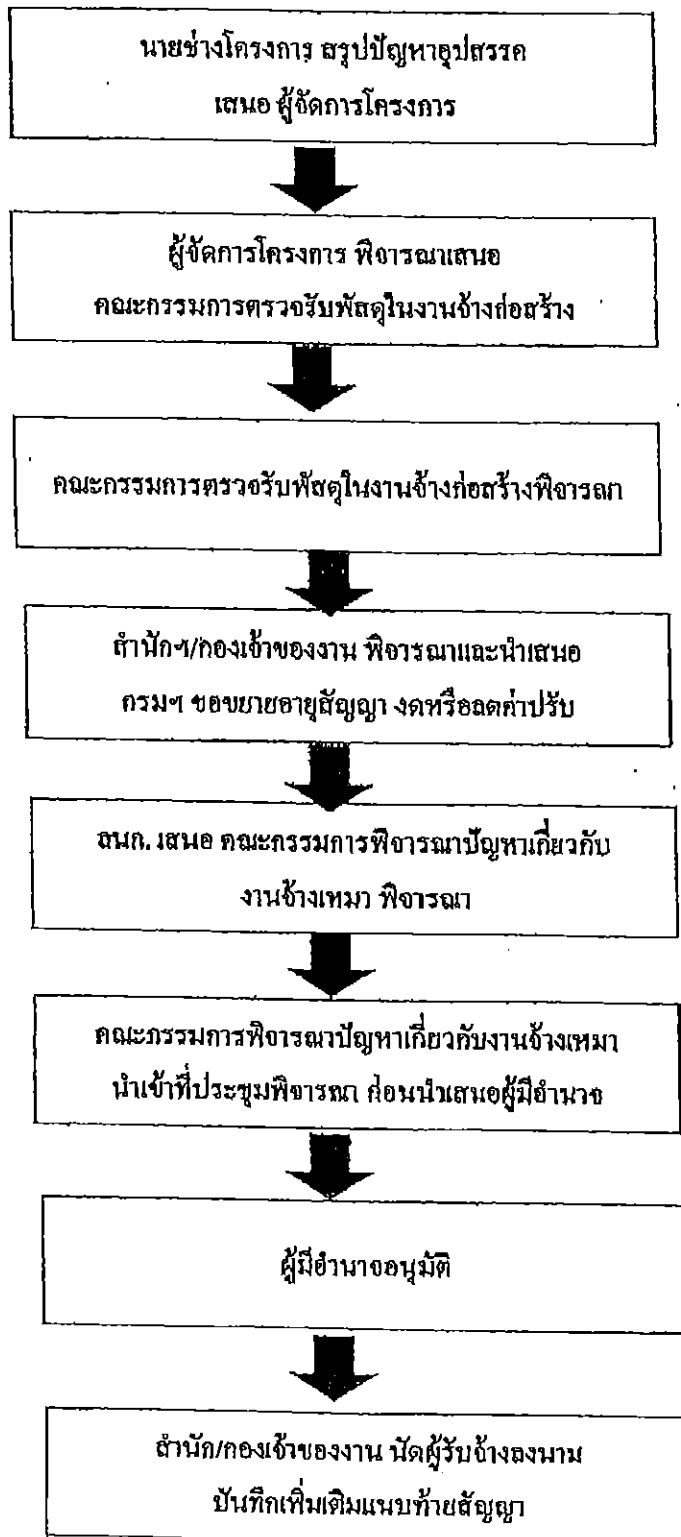 นายช่างโครงการ สรุปปัญหาอุปสรรค
เสนอ ผู้จัดการโครงการ
ผู้จัดการโครงการ พิจารณาเสนอ
คณะกรรมการตรวจรับพัสดุในงานจ้างก่อสร้าง
คณะกรรมการตรวจรับพัสดุในงานจ้างก่อสร้างพิจารณา
สำนักฯ/กองเจ้าของงาน พิจารณาและนำเสนอ
กรมฯ ขอขยายอายุสัญญา งดหรือลดค่าปรับ
สนก. เสนอ คณะกรรมการพิจารณาปัญหาเกี่ยวกับ
งานจ้างเหมา พิจารณา
คณะกรรมการพิจารณาปัญหาเกี่ยวกับงานจ้างเหมา
นำเข้าที่ประชุมพิจารณา ก่อนนำเสนอผู้มีอำนาจ
ผู้มีอำนาจอนุมัติ
สำนัก/กองเจ้าของงาน นัดผู้รับจ้างลงนาม
บันทึกเพิ่มเติมแนบท้ายสัญญา